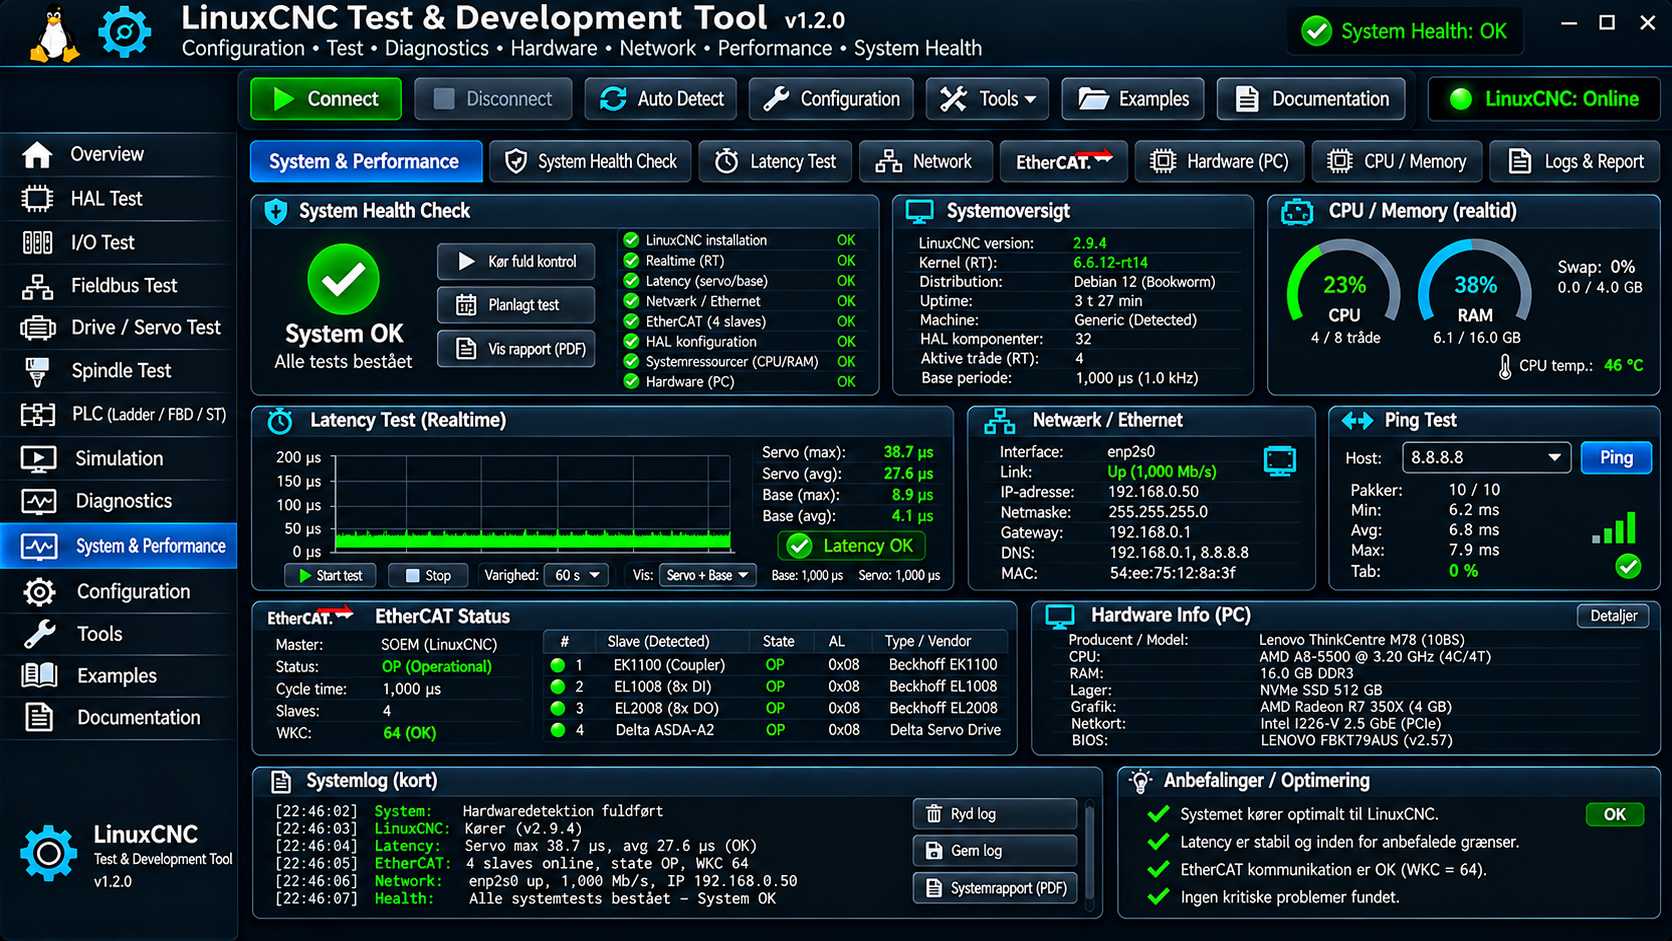 LinuxCNC Test & Development Tool v1.2.0
Configuration • Test • Diagnostics • Hardware • Network • Performance • System Health
System Health: OK
Connect
Disconnect
Auto Detect
Configuration
Tools
Examples
Documentation
LinuxCNC: Online
Overview
HAL Test
I/O Test
Fieldbus Test
Drive / Servo Test
Spindle Test
PLC (Ladder / FBD / ST)
Simulation
Diagnostics
System & Performance
Configuration
Tools
Examples
Documentation
LinuxCNC
Test & Development Tool
v1.2.0
System & Performance
System Health Check
Latency Test
Network
EtherCAT.
Hardware (PC)
CPU / Memory
Logs & Report
System Health Check
System OK
Alle tests bestået
Kør fuld kontrol
Planlagt test
Vis rapport (PDF)
LinuxCNC installation OK
Realtime (RT) OK
Latency (servo/base) OK
Netværk / Ethernet OK
EtherCAT (4 slaves) OK
HAL konfiguration OK
Systemressourcer (CPU/RAM) OK
Hardware (PC) OK
Systemoversigt
LinuxCNC version: 2.9.4
Kernel (RT): 6.6.12-rt14
Distribution: Debian 12 (Bookworm)
Uptime: 3 t 27 min
Machine: Generic (Detected)
HAL komponenter: 32
Aktive tråde (RT): 4
Base periode: 1,000 µs (1.0 kHz)
CPU / Memory (realtid)
23%
CPU
4 / 8 tråde
38%
RAM
6.1 / 16.0 GB
Swap: 0%
0.0 / 4.0 GB
CPU temp.: 46 °C
Latency Test (Realtime)
200 µs
150 µs
100 µs
50 µs
0 µs
Servo (max): 38.7 µs
Servo (avg): 27.6 µs
Base (max): 8.9 µs
Base (avg): 4.1 µs
Latency OK
Start test
Stop
Varighed: 60 s
Vis: Servo + Base
Base: 1,000 µs Servo: 1,000 µs
Netværk / Ethernet
Interface: enp2s0
Link: Up (1,000 Mb/s)
IP-adresse: 192.168.0.50
Netmaske: 255.255.255.0
Gateway: 192.168.0.1
DNS: 192.168.0.1, 8.8.8.8
MAC: 54:ee:75:12:8a:3f
Ping Test
Host: 8.8.8.8 Ping
Pakker: 10 / 10
Min: 6.2 ms
Avg: 6.8 ms
Max: 7.9 ms
Tab: 0 %
EtherCAT. EtherCAT Status
Master: SOEM (LinuxCNC)
Status: OP (Operational)
Cycle time: 1,000 µs
Slaves: 4
WKC: 64 (OK)
# Slave (Detected) State AL Type / Vendor
1 EK1100 (Coupler) OP 0x08 Beckhoff EK1100
2 EL1008 (8x DI) OP 0x08 Beckhoff EL1008
3 EL2008 (8x DO) OP 0x08 Beckhoff EL2008
4 Delta ASDA-A2 OP 0x08 Delta Servo Drive
Hardware Info (PC)
Detaljer
Producent / Model: Lenovo ThinkCentre M78 (10BS)
CPU: AMD A8-5500 @ 3.20 GHz (4C/4T)
RAM: 16.0 GB DDR3
Lager: NVMe SSD 512 GB
Grafik: AMD Radeon R7 350X (4 GB)
Netkort: Intel I226-V 2.5 GbE (PCIe)
BIOS: LENOVO FBKT79AUS (v2.57)
Systemlog (kort)
[22:46:02] System: Hardwaredetektion fuldført
[22:46:03] LinuxCNC: Kører (v2.9.4)
[22:46:04] Latency: Servo max 38.7 µs, avg 27.6 µs (OK)
[22:46:05] EtherCAT: 4 slaves online, state OP, WKC 64
[22:46:06] Network: enp2s0 up, 1,000 Mb/s, IP 192.168.0.50
[22:46:07] Health: Alle systemtests bestået – System OK
Ryd log
Gem log
Systemrapport (PDF)
Anbefalinger / Optimering
Systemet kører optimalt til LinuxCNC. OK
Latency er stabil og inden for anbefalede grænser.
EtherCAT kommunikation er OK (WKC = 64).
Ingen kritiske problemer fundet.